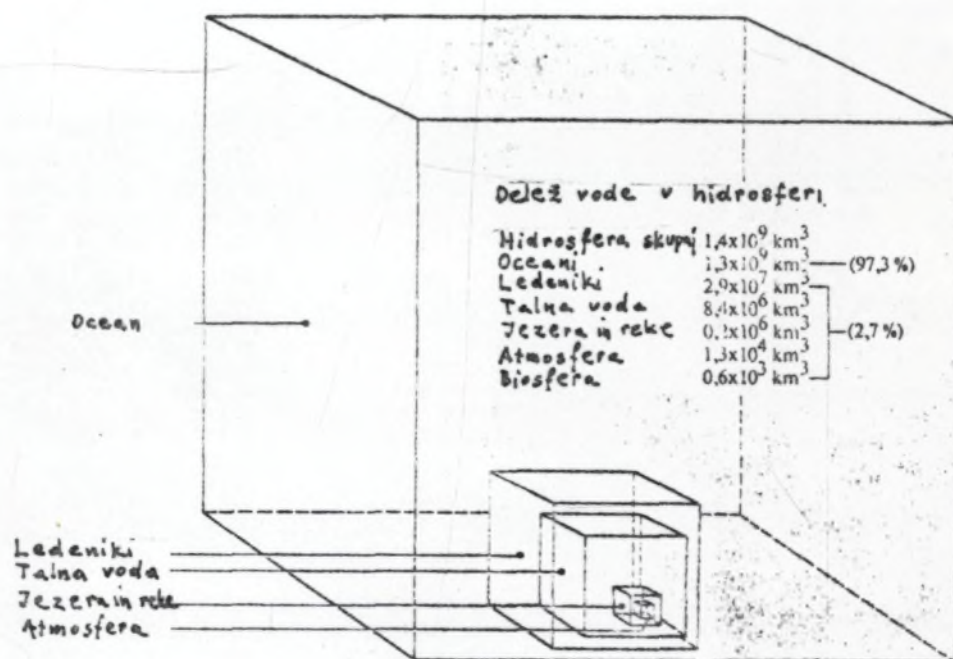 Delež vode v hidrosferi
Hidrosfera skupaj 1,4x10⁹ km³
Oceani 1,3x10⁹ km³ (97,3 %)
Ledeniki 2,9x10⁷ km³
Talna voda 8,4x10⁶ km³
Jezera in reke 0,2x10⁶ km³ (2,7 %)
Atmosfera 1,3x10⁴ km³
Biosfera 0,6x10³ km³
Ocean
Ledeniki
Talna voda
Jezera in reke
Atmosfera